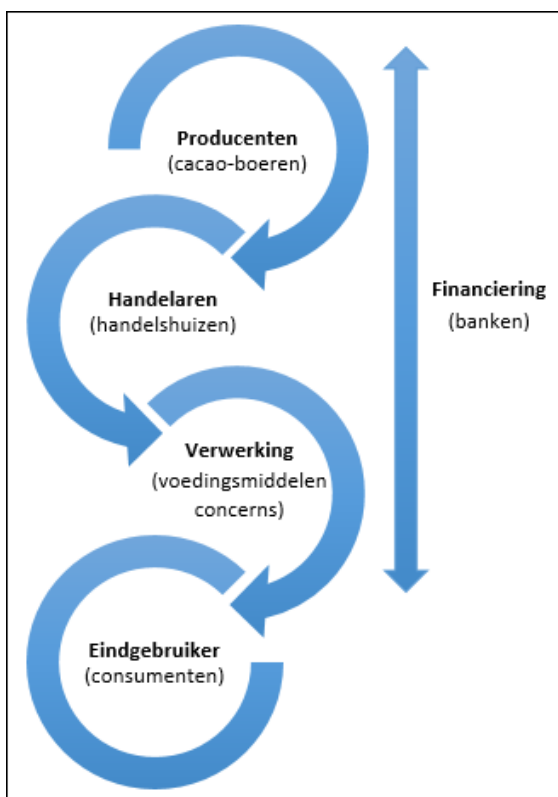 Producenten
(cacao-boeren)
Handelaren
(handelshuizen)
Financiering
(banken)
Verwerking
(voedingsmiddelen
concerns)
Eindgebruiker
(consumenten)